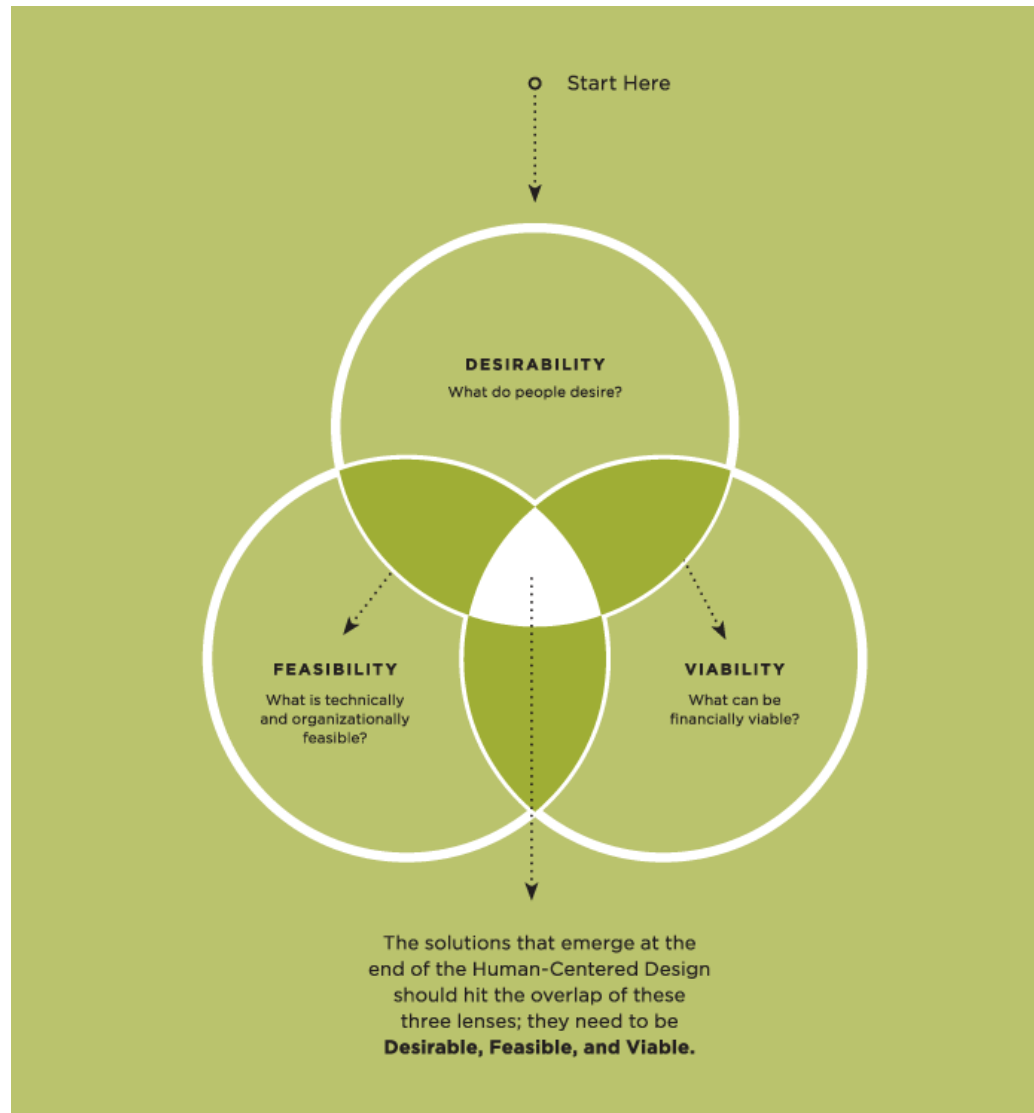 Start Here
DESIRABILITY
What do people desire?
FEASIBILITY
What is technically
and organizationally
feasible?
VIABILITY
What can be
financially viable?
The solutions that emerge at the
end of the Human-Centered Design
should hit the overlap of these
three lenses; they need to be
Desirable, Feasible, and Viable.